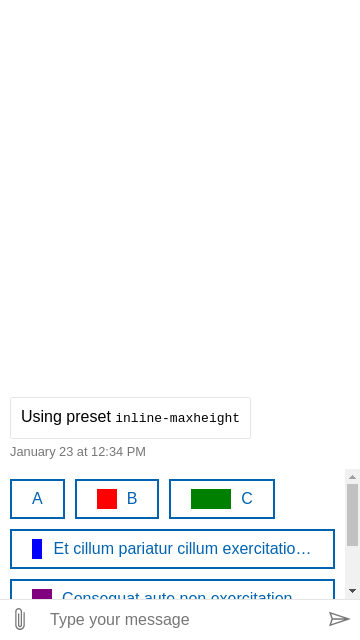 Using preset inline-maxheight
January 23 at 12:34 PM
A
B
C
Et cillum pariatur cillum exercitatio…
Consequat aute non exercitation
Type your message